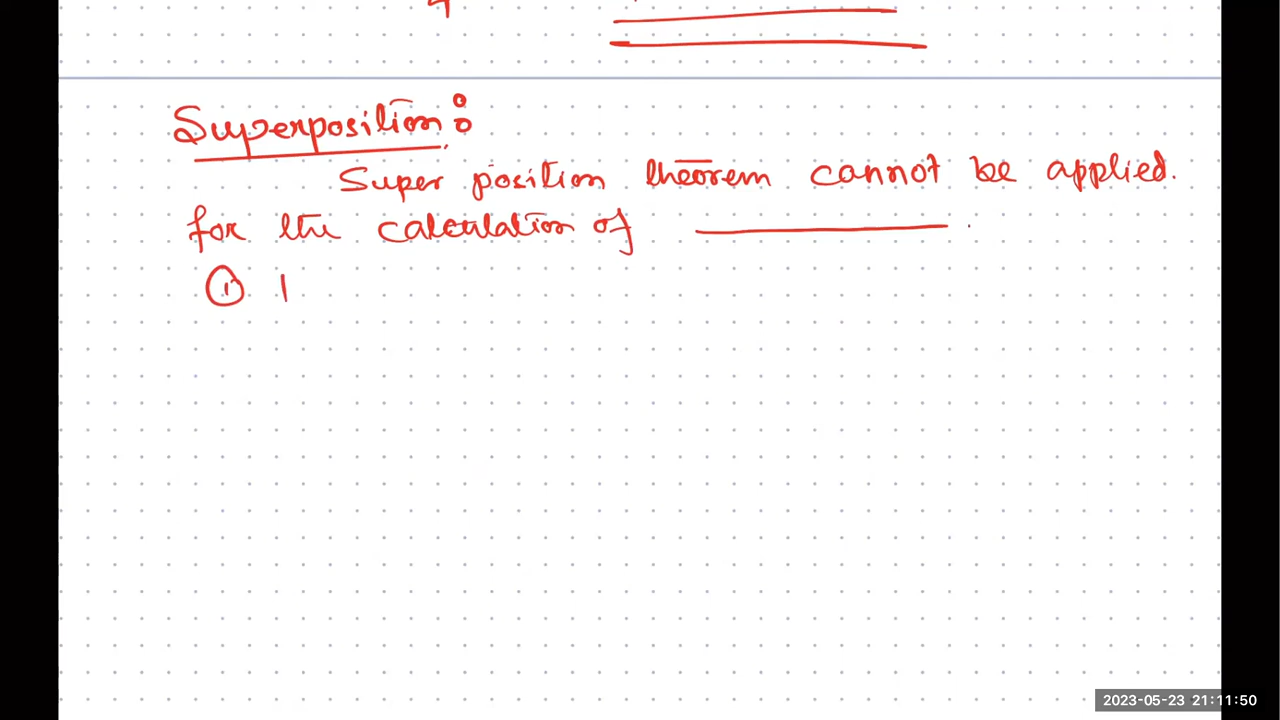 Superposition:
Super position theorem cannot be applied.
for the calculation of ________ .
① |
2023-05-23 21:11:50